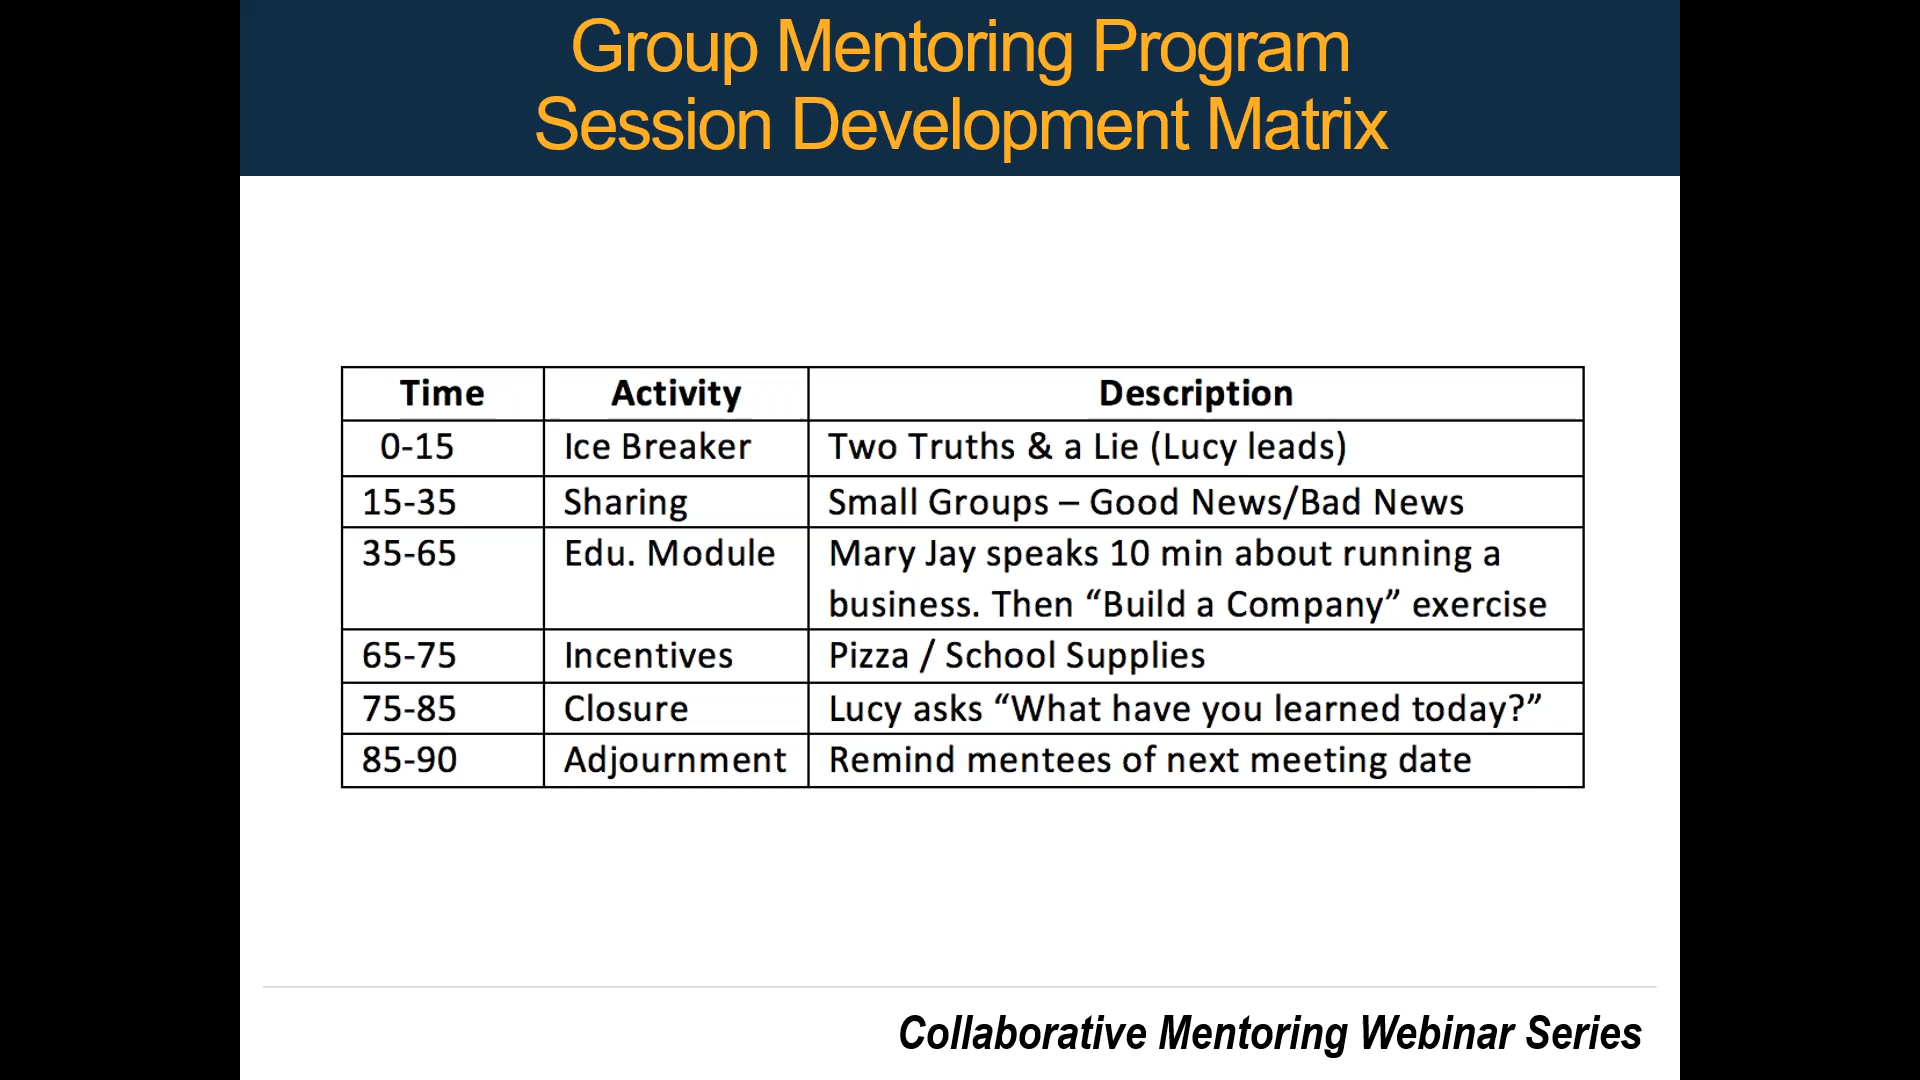 Group Mentoring Program
Session Development Matrix
Time Activity Description
0-15 Ice Breaker Two Truths & a Lie (Lucy leads)
15-35 Sharing Small Groups – Good News/Bad News
35-65 Edu. Module Mary Jay speaks 10 min about running a
business. Then “Build a Company” exercise
65-75 Incentives Pizza / School Supplies
75-85 Closure Lucy asks “What have you learned today?”
85-90 Adjournment Remind mentees of next meeting date
Collaborative Mentoring Webinar Series